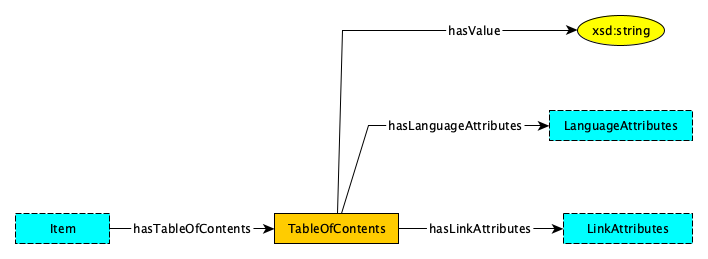 hasValue
xsd:string
hasLanguageAttributes
LanguageAttributes
Item
hasTableOfContents
TableOfContents
hasLinkAttributes
LinkAttributes